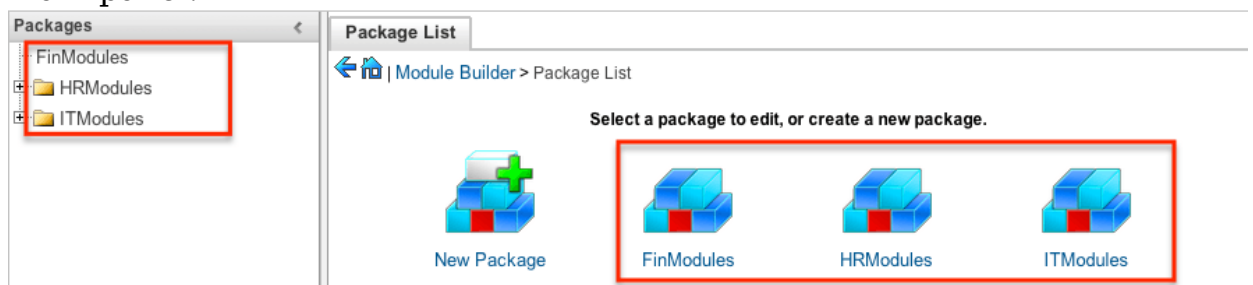 Packages
FinModules
HRModules
ITModules
Package List
| Module Builder > Package List
Select a package to edit, or create a new package.
New Package
FinModules
HRModules
ITModules